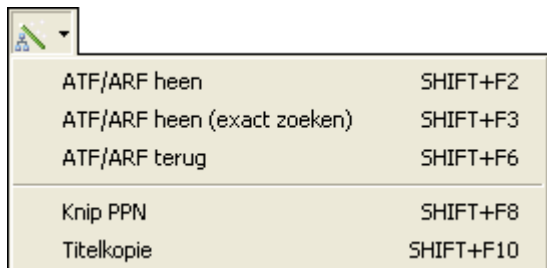 ATF/ARF heen SHIFT+F2
ATF/ARF heen (exact zoeken) SHIFT+F3
ATF/ARF terug SHIFT+F6
Knip PPN SHIFT+F8
Titelkopie SHIFT+F10